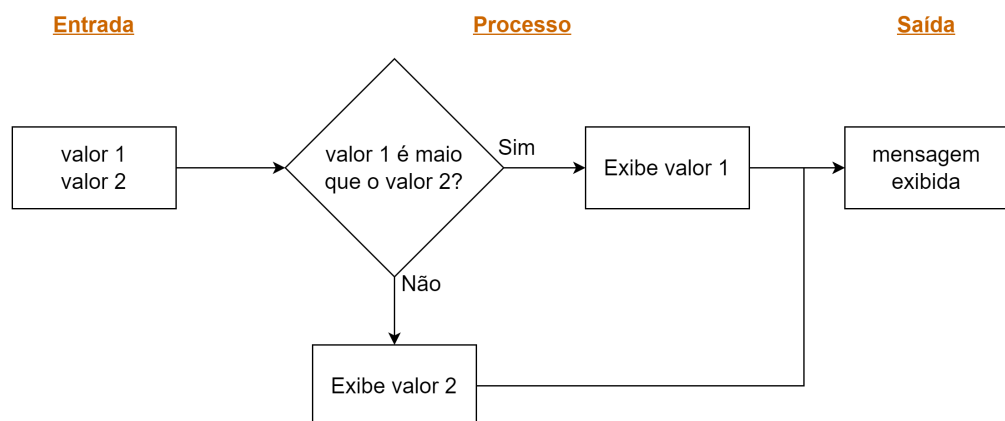 Entrada
Processo
Saída
valor 1
valor 2
valor 1 é maio
que o valor 2?
Sim
Exibe valor 1
mensagem
exibida
Não
Exibe valor 2